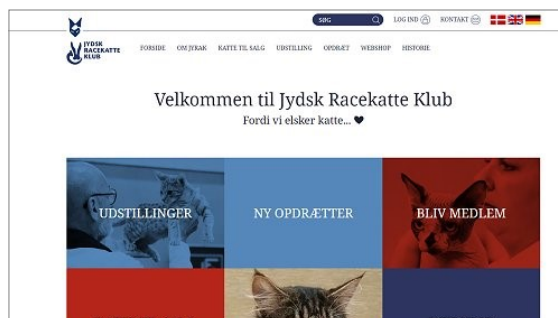 SØG
LOG IND
KONTAKT
JYDSK
RACEKATTE
KLUB
FORSIDE OM JYRAK KATTE TIL SALG UDSTILLING OPDRÆT WEBSHOP HISTORIE
Velkommen til Jydsk Racekatte Klub
Fordi vi elsker katte...
UDSTILLINGER NY OPDRÆTTER BLIV MEDLEM